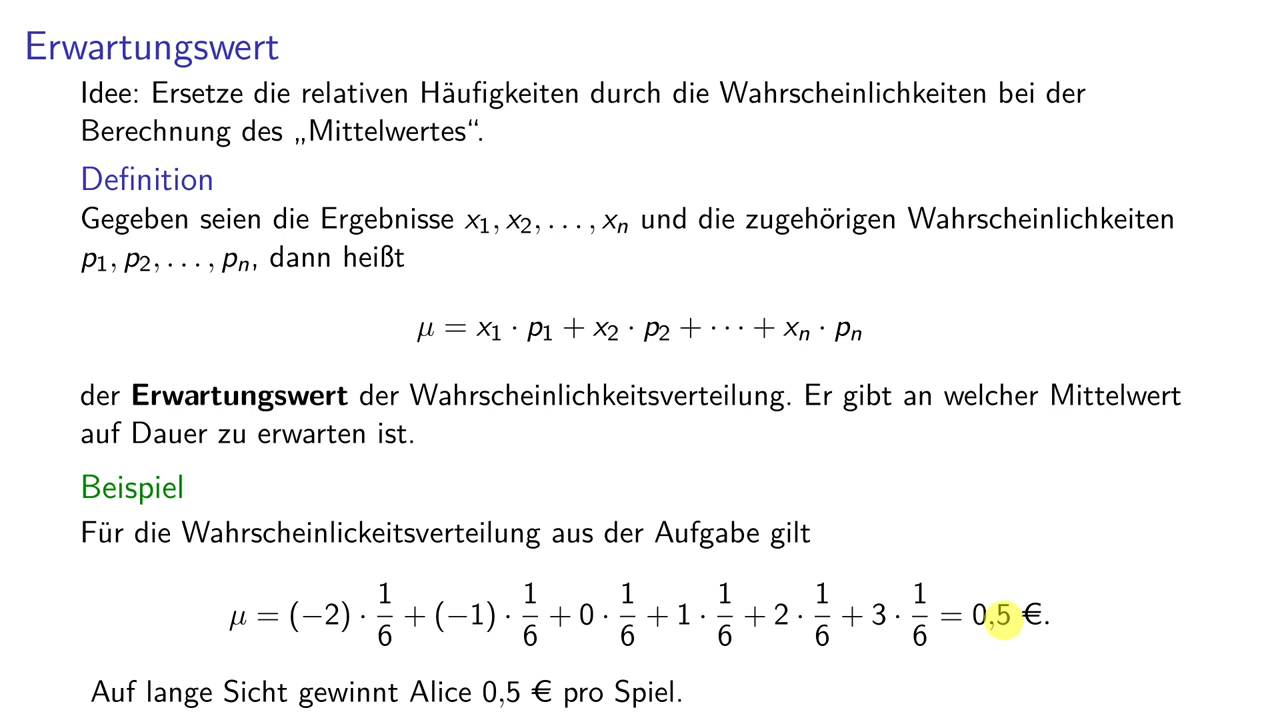 Erwartungswert
Idee: Ersetze die relativen Häufigkeiten durch die Wahrscheinlichkeiten bei der
Berechnung des „Mittelwertes“.
Definition
Gegeben seien die Ergebnisse x₁, x₂, . . . , xₙ und die zugehörigen Wahrscheinlichkeiten
p₁, p₂, . . . , pₙ, dann heißt
μ = x₁ · p₁ + x₂ · p₂ + · · · + xₙ · pₙ
der Erwartungswert der Wahrscheinlichkeitsverteilung. Er gibt an welcher Mittelwert
auf Dauer zu erwarten ist.
Beispiel
Für die Wahrscheinlickeitsverteilung aus der Aufgabe gilt
μ = (−2) · 1/6 + (−1) · 1/6 + 0 · 1/6 + 1 · 1/6 + 2 · 1/6 + 3 · 1/6 = 0,5 €.
Auf lange Sicht gewinnt Alice 0,5 € pro Spiel.